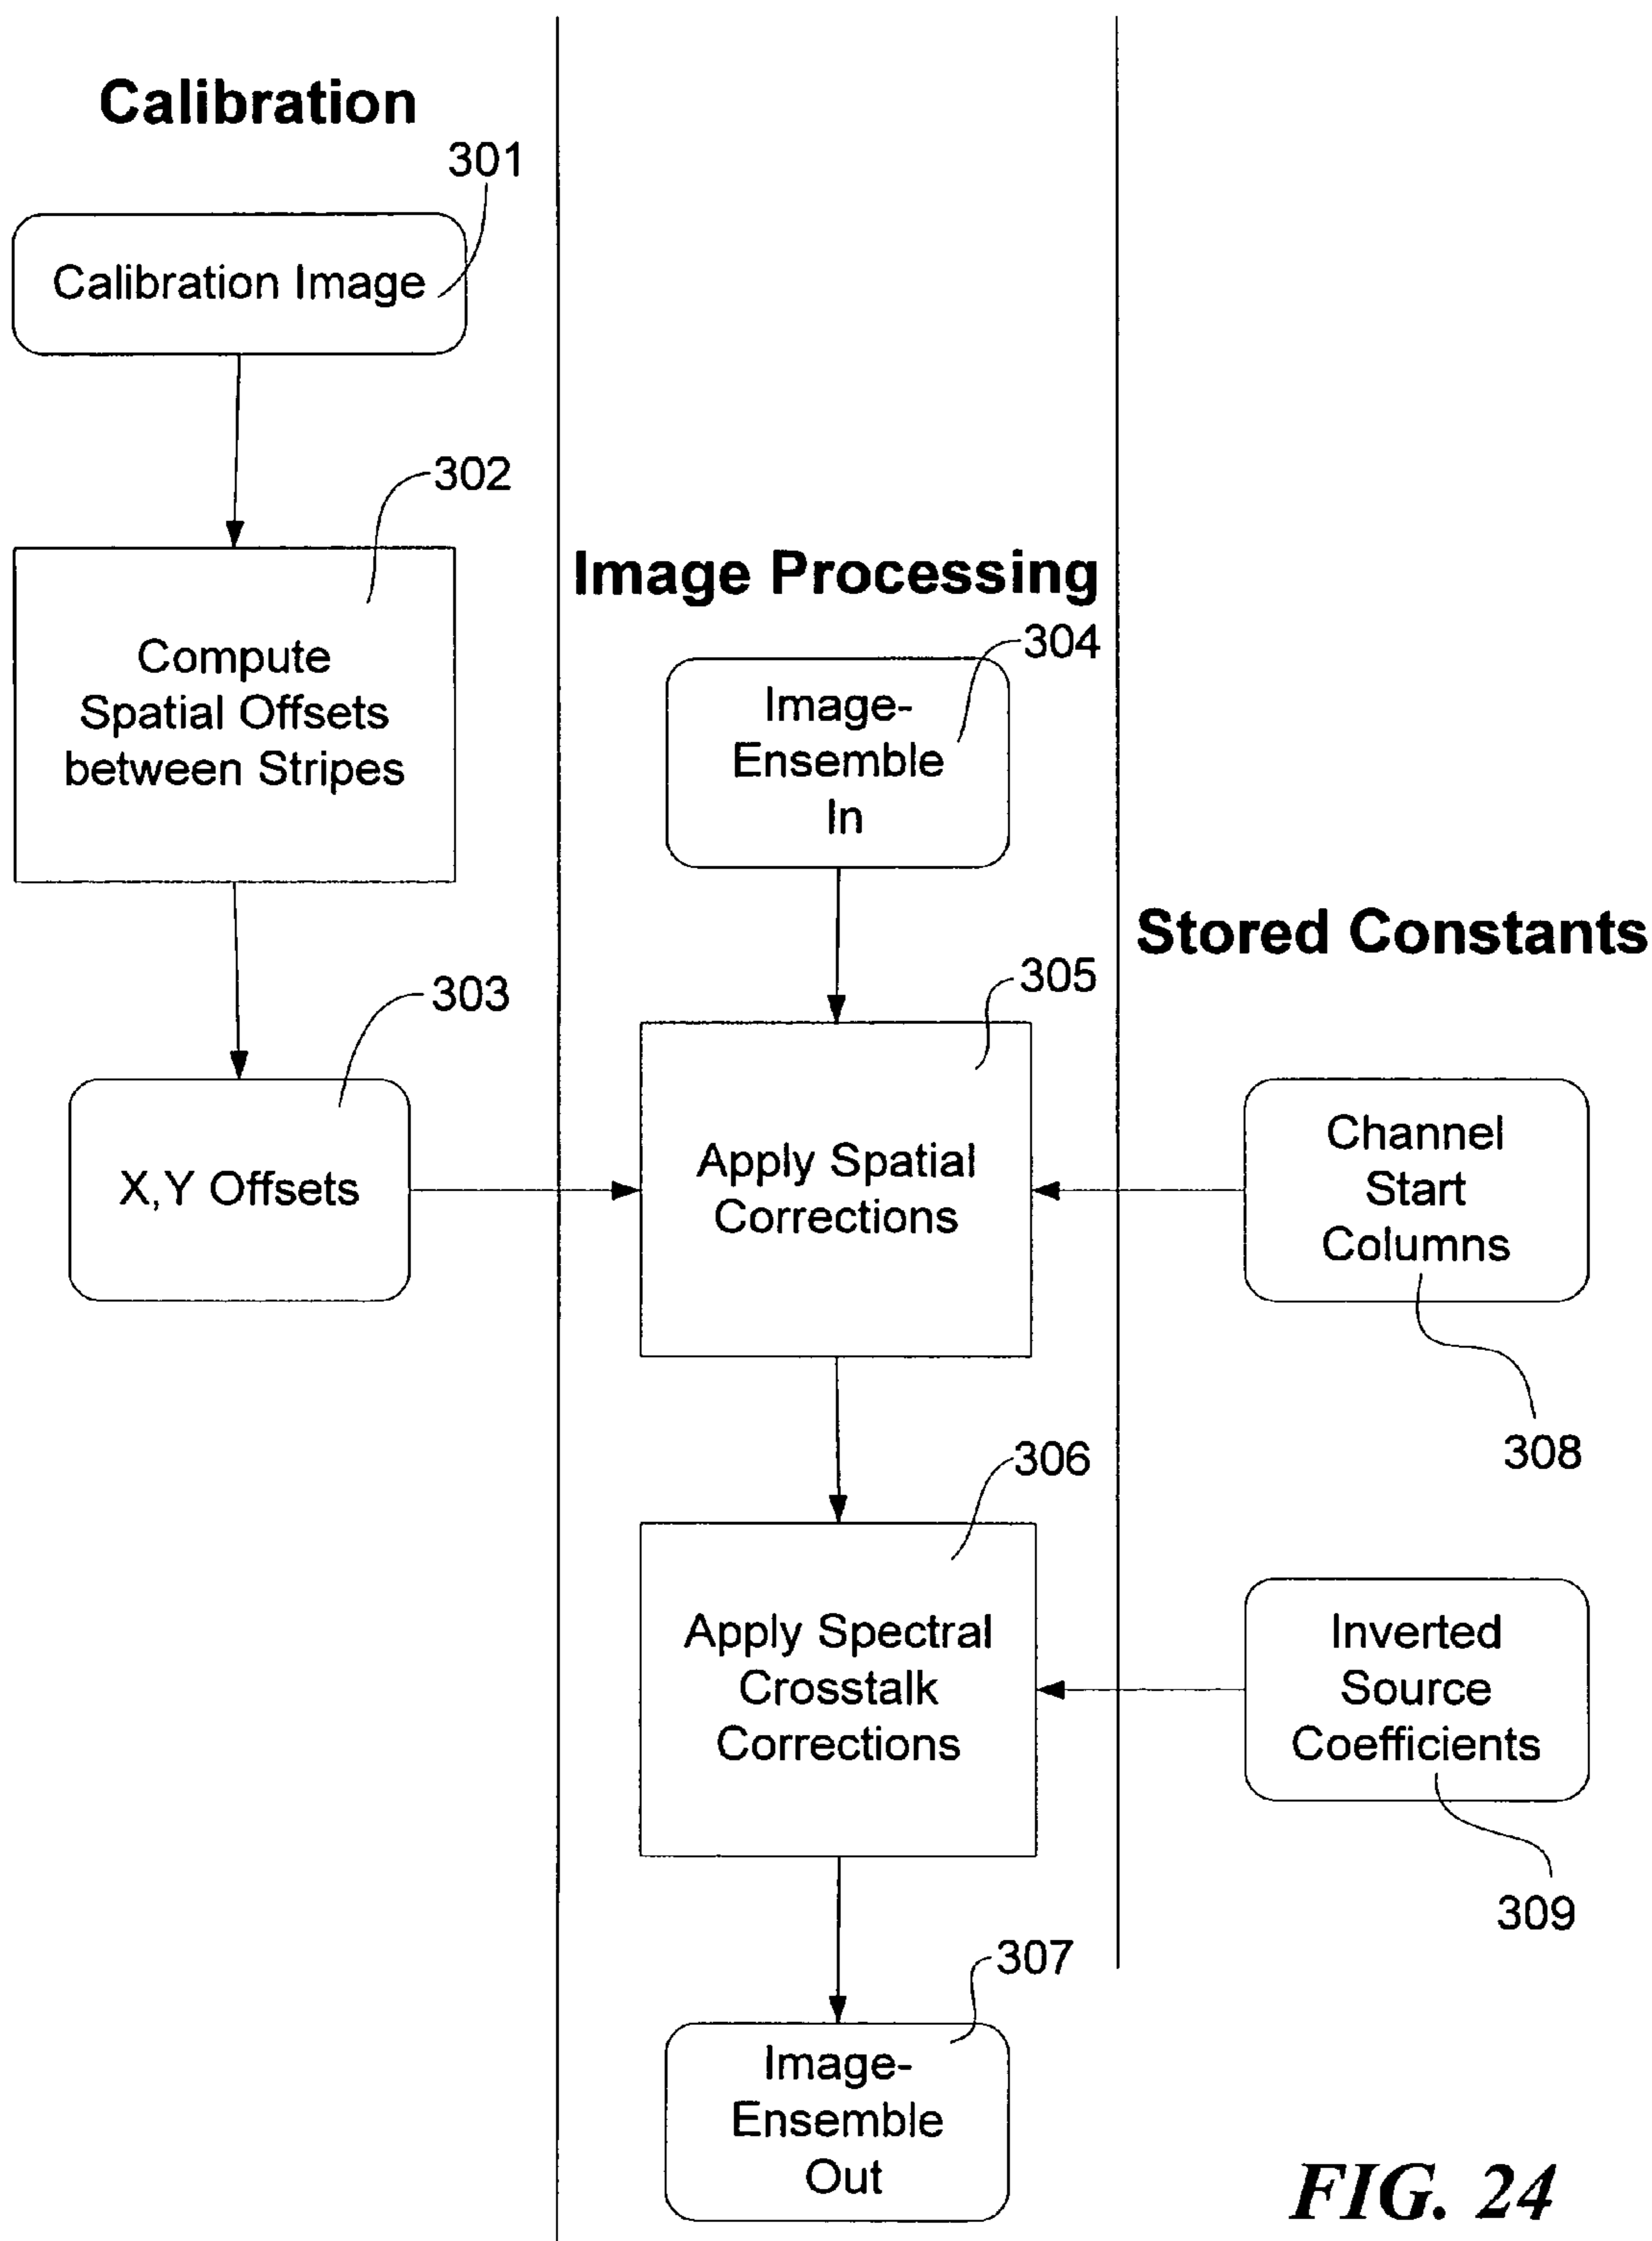 Calibration
301
Calibration Image
302
Compute
Spatial Offsets
between Stripes
303
X,Y Offsets
Image Processing
304
Image-
Ensemble
In
305
Apply Spatial
Corrections
306
Apply Spectral
Crosstalk
Corrections
307
Image-
Ensemble
Out
Stored Constants
Channel
Start
Columns
308
Inverted
Source
Coefficients
309
FIG. 24